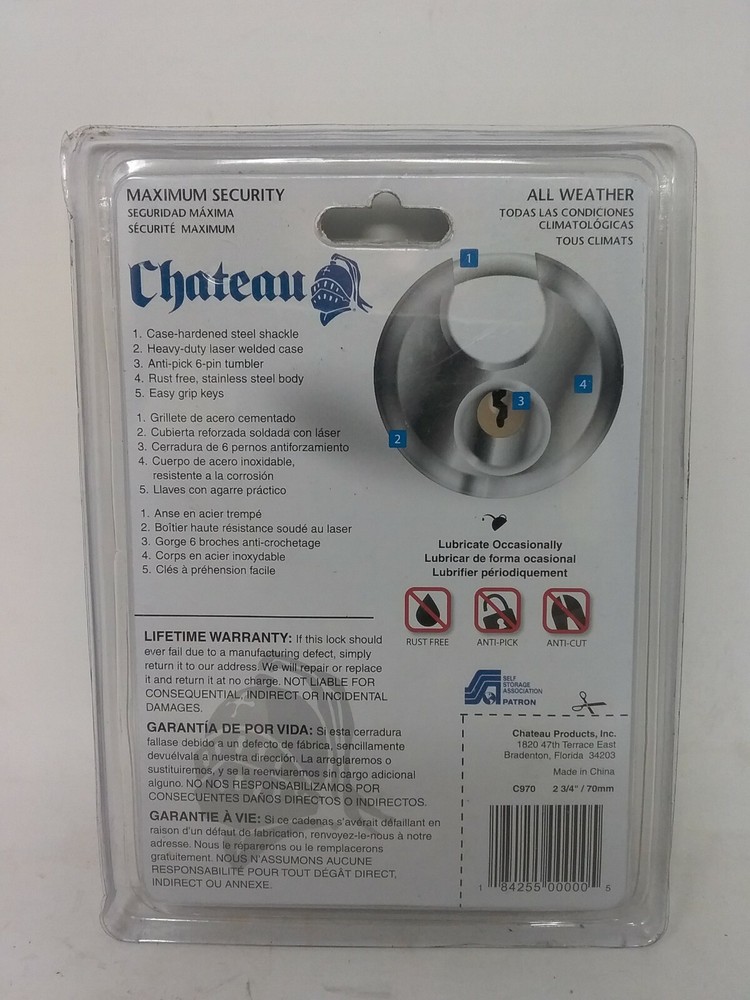 MAXIMUM SECURITY
SEGURIDAD MÁXIMA
SÉCURITÉ MAXIMUM
ALL WEATHER
TODAS LAS CONDICIONES
CLIMATOLÓGICAS
TOUS CLIMATS
Chateau
1. Case-hardened steel shackle
2. Heavy-duty laser welded case
3. Anti-pick 6-pin tumbler
4. Rust free, stainless steel body
5. Easy grip keys
1. Grillete de acero cementado
2. Cubierta reforzada soldada con láser
3. Cerradura de 6 pernos antiforzamiento
4. Cuerpo de acero inoxidable,
resistente a la corrosión
5. Llaves con agarre práctico
1. Anse en acier trempé
2. Boîtier haute résistance soudé au laser
3. Gorge 6 broches anti-crochetage
4. Corps en acier inoxydable
5. Clés à préhension facile
1
2
3
4
Lubricate Occasionally
Lubricar de forma ocasional
Lubrifier périodiquement
RUST FREE
ANTI-PICK
ANTI-CUT
LIFETIME WARRANTY: If this lock should
ever fail due to a manufacturing defect, simply
return it to our address. We will repair or replace
it and return it at no charge. NOT LIABLE FOR
CONSEQUENTIAL, INDIRECT OR INCIDENTAL
DAMAGES.
GARANTÍA DE POR VIDA: Si esta cerradura
fallase debido a un defecto de fábrica, sencillamente
devuélvala a nuestra dirección. La arreglaremos o
sustituiremos, y se la reenviaremos sin cargo adicional
alguno. NO NOS RESPONSABILIZAMOS POR
CONSECUENTES DAÑOS DIRECTOS O INDIRECTOS.
GARANTIE À VIE: Si ce cadenas s'avérait défaillant en
raison d'un défaut de fabrication, renvoyez-le-nous à notre
adresse. Nous le réparerons ou le remplacerons
gratuitement. NOUS N'ASSUMONS AUCUNE
RESPONSABILITÉ POUR TOUT DÉGÂT DIRECT,
INDIRECT OU ANNEXE.
SELF
STORAGE
ASSOCIATION
PATRON
Chateau Products, Inc.
1820 47th Terrace East
Bradenton, Florida 34203
Made in China
C970 2 3/4" / 70mm
1 84255 00000 5